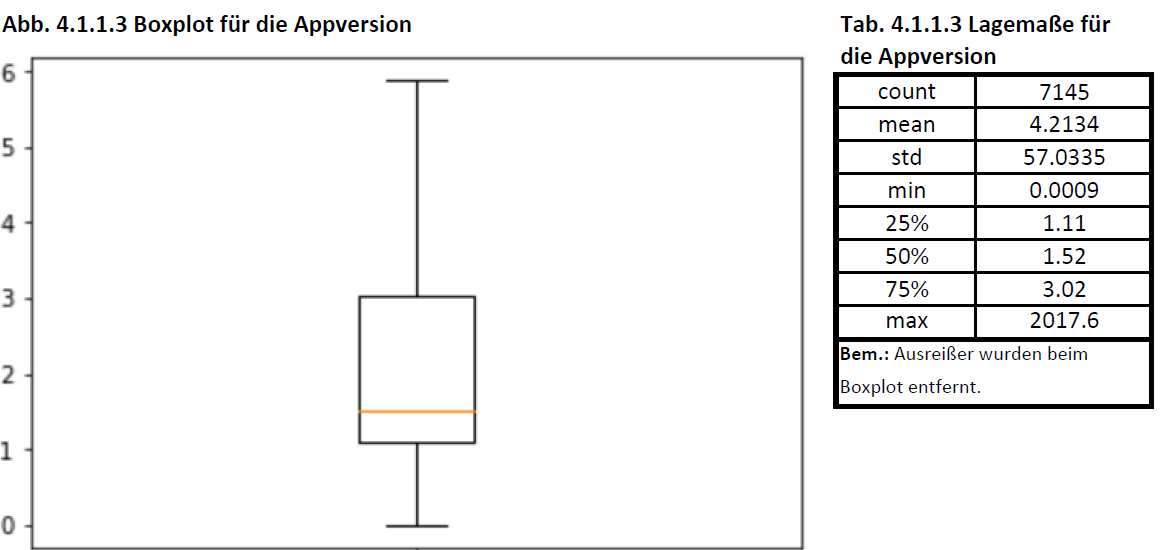 Abb. 4.1.1.3 Boxplot für die Appversion
6
5
4
3
2
1
0
Tab. 4.1.1.3 Lagemaße für
die Appversion
count 7145
mean 4.2134
std 57.0335
min 0.0009
25% 1.11
50% 1.52
75% 3.02
max 2017.6
Bem.: Ausreißer wurden beim
Boxplot entfernt.